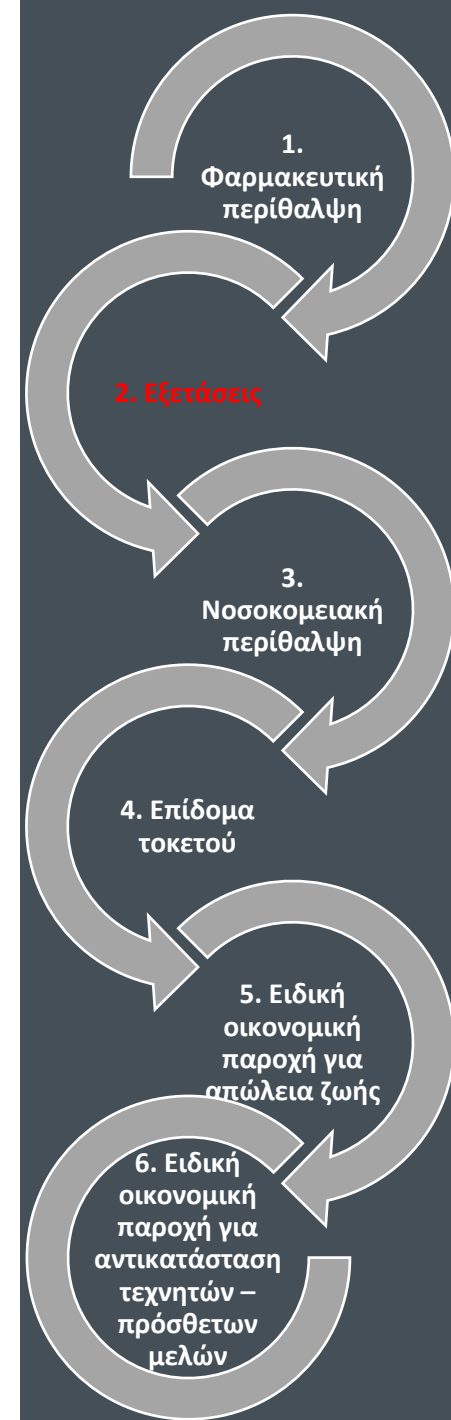 1.
Φαρμακευτική
περίθαλψη
2. Εξετάσεις
3.
Νοσοκομειακή
περίθαλψη
4. Επίδομα
τοκετού
5. Ειδική
οικονομική
παροχή για
απώλεια ζωής
6. Ειδική
οικονομική
παροχή για
αντικατάσταση
τεχνητών –
πρόσθετων
μελών